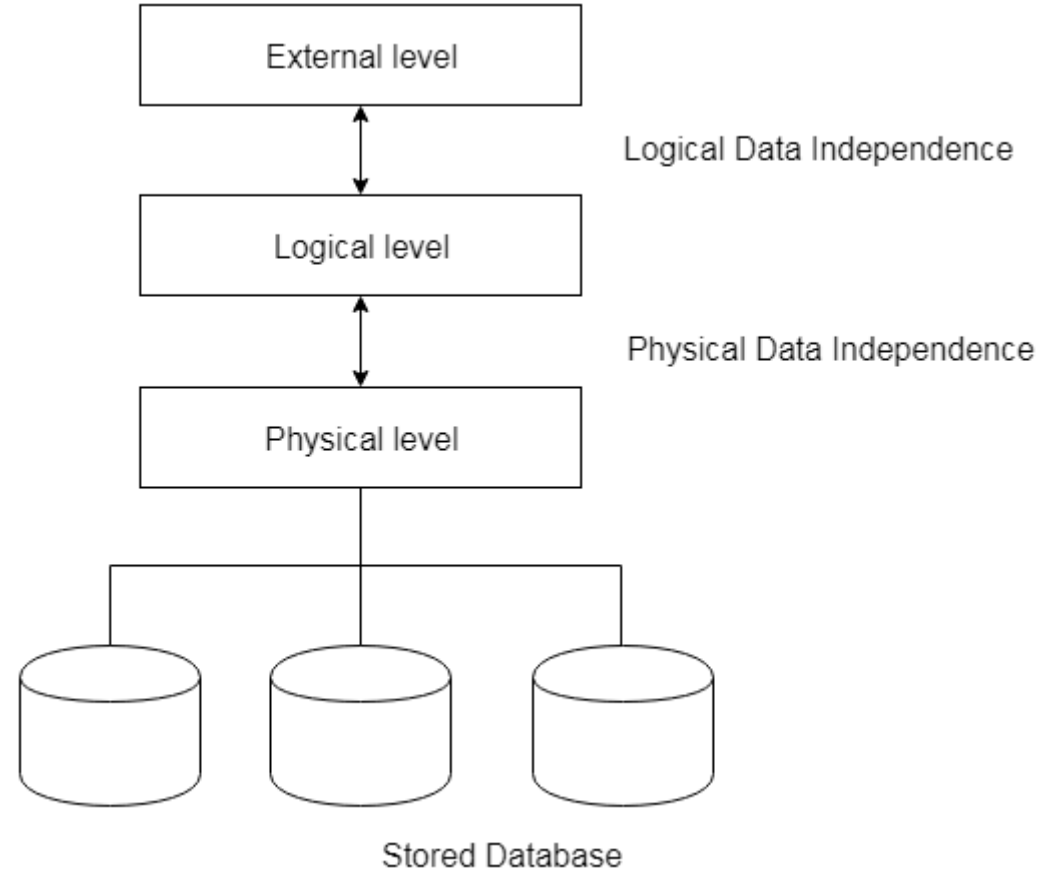 External level
Logical Data Independence
Logical level
Physical Data Independence
Physical level
Stored Database